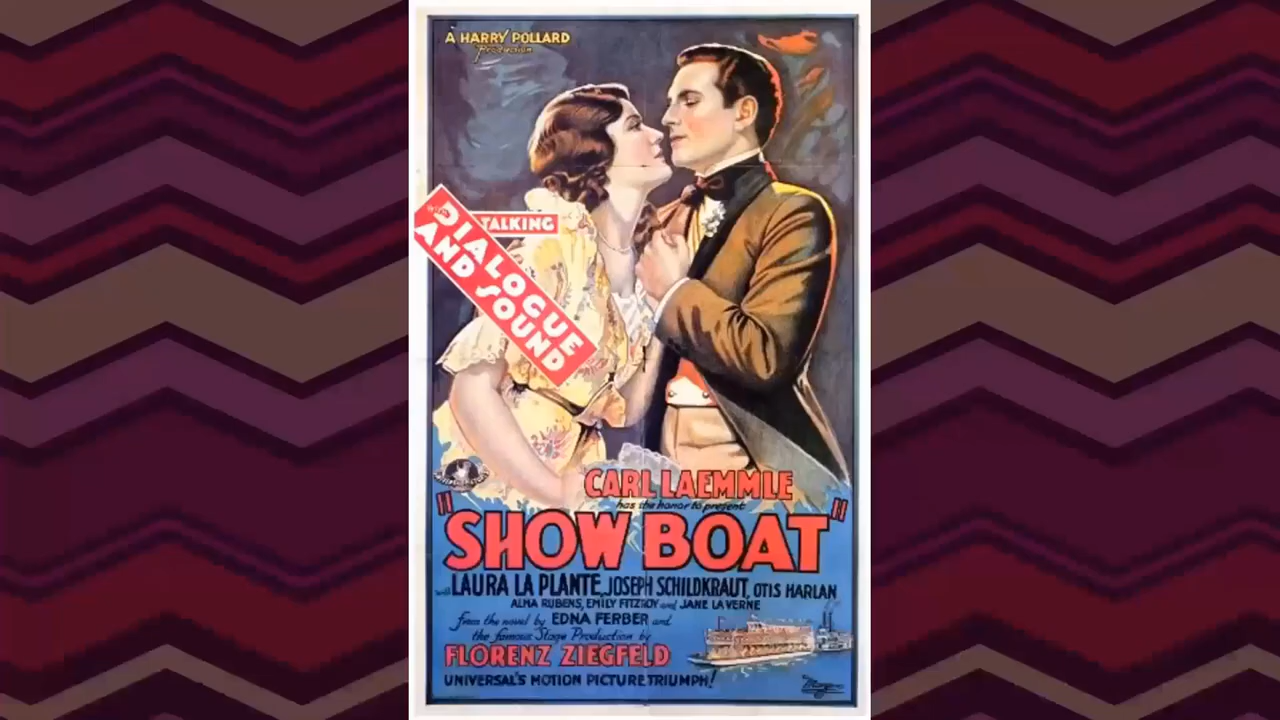 A HARRY POLLARD
Production
with
TALKING
DIALOGUE
AND SOUND
CARL LAEMMLE
has the honor to present
"SHOW BOAT"
with LAURA LA PLANTE, JOSEPH SCHILDKRAUT, OTIS HARLAN
ALMA RUBENS, EMILY FITZROY and JANE LA VERNE
from the novel by EDNA FERBER and
the famous Stage Production by
FLORENZ ZIEGFELD
UNIVERSAL'S MOTION PICTURE TRIUMPH!